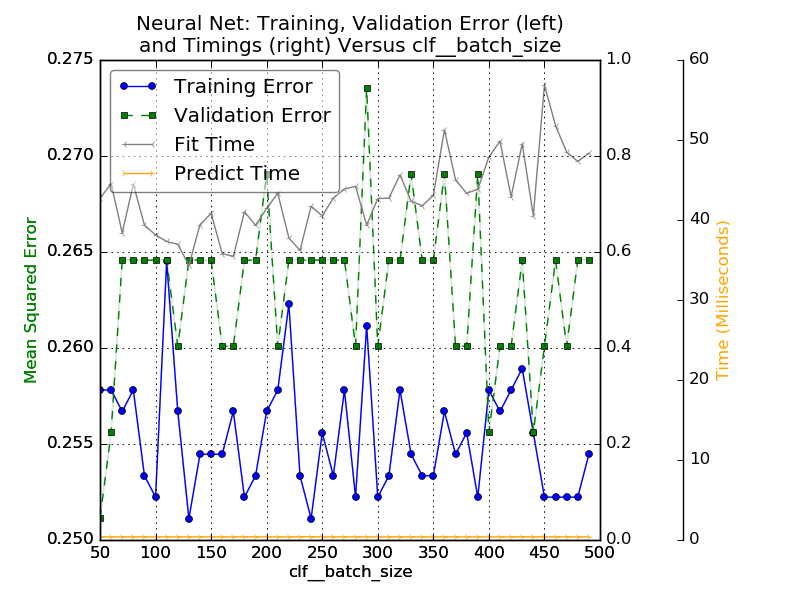 Neural Net: Training, Validation Error (left)
and Timings (right) Versus clf__batch_size
Training Error
Validation Error
Fit Time
Predict Time
Mean Squared Error
0.275
0.270
0.265
0.260
0.255
0.250
1.0
0.8
0.6
0.4
0.2
0.0
60
50
40
30
20
10
0
Time (Milliseconds)
50 100 150 200 250 300 350 400 450 500
clf__batch_size